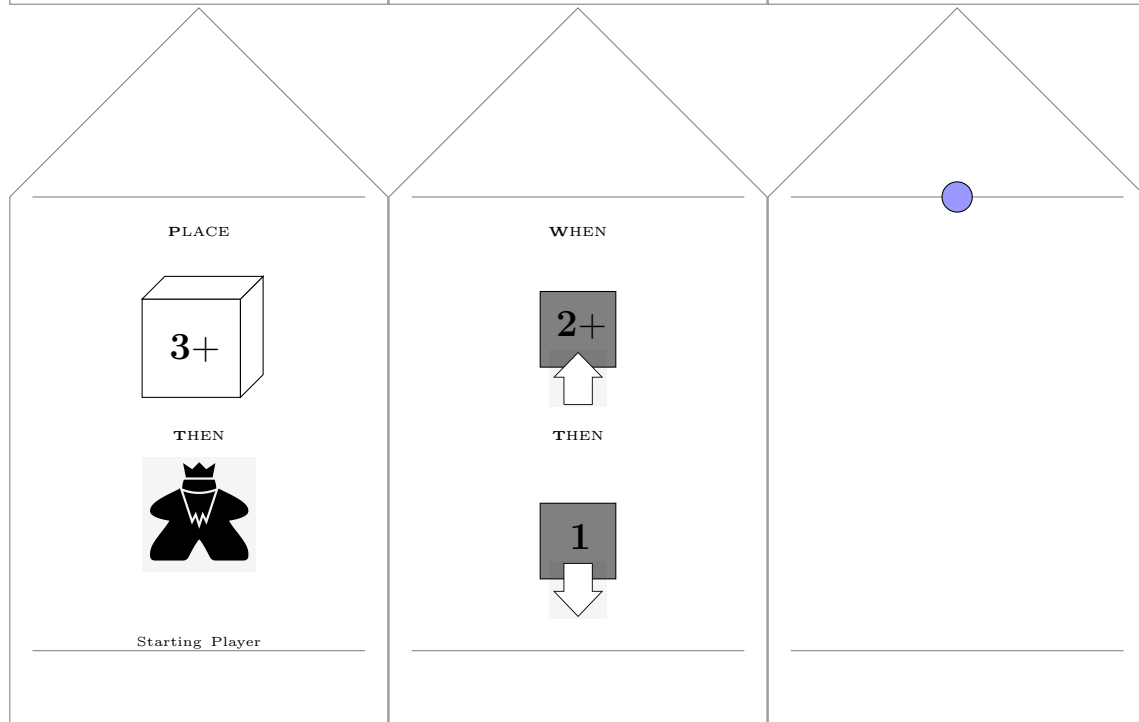 PLACE
3+
THEN
Starting Player
WHEN
2+
THEN
1